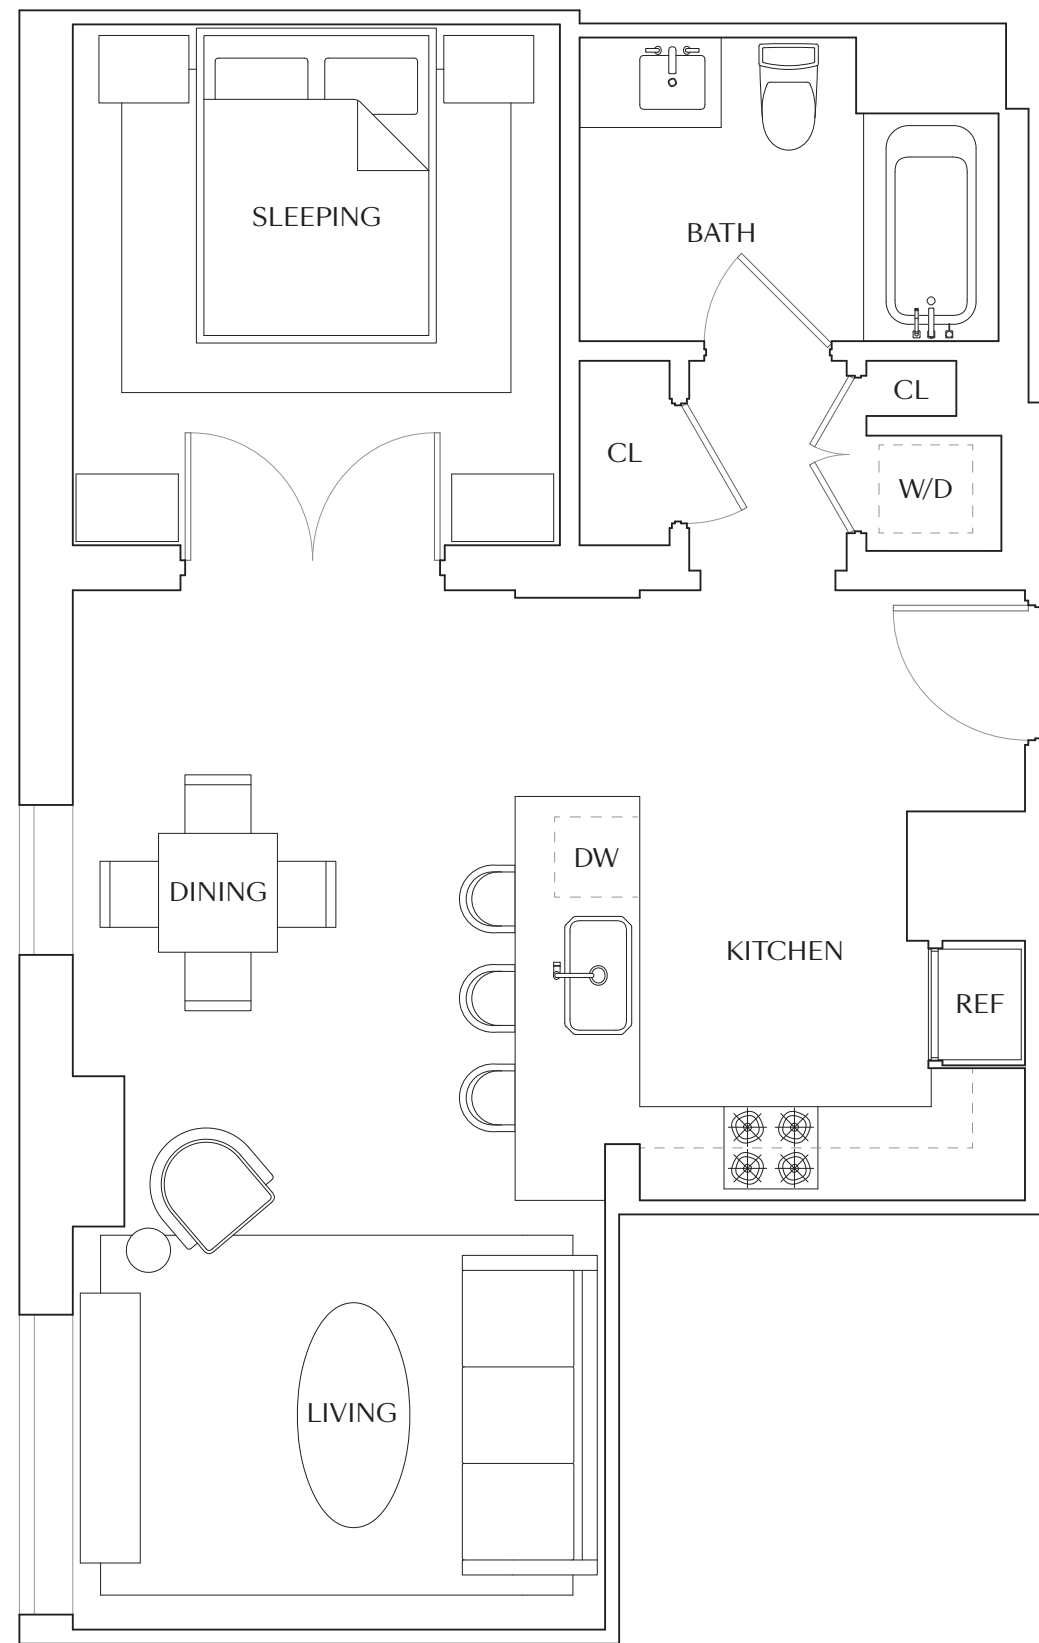 SLEEPING
BATH
CL
CL
W/D
DINING
DW
KITCHEN
REF
LIVING